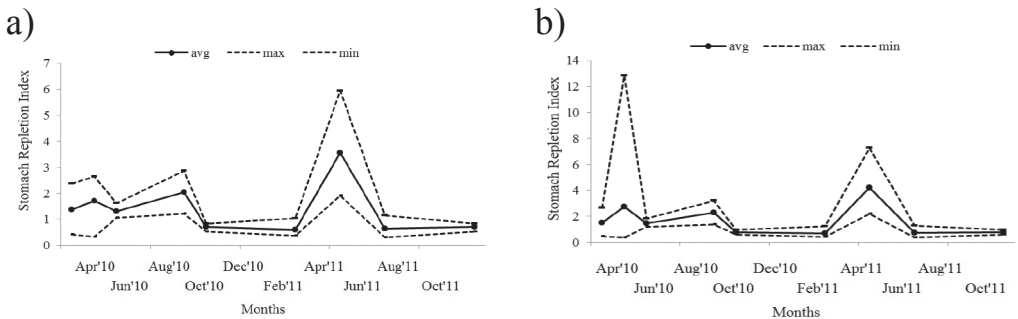 a)
avg max min
Stomach Repletion Index
7
6
5
4
3
2
1
0
Apr'10 Aug'10 Dec'10 Apr'11 Aug'11
Jun'10 Oct'10 Feb'11 Jun'11 Oct'11
Months
b)
avg max min
Stomach Repletion Index
14
12
10
8
6
4
2
0
Apr'10 Aug'10 Dec'10 Apr'11 Aug'11
Jun'10 Oct'10 Feb'11 Jun'11 Oct'11
Months